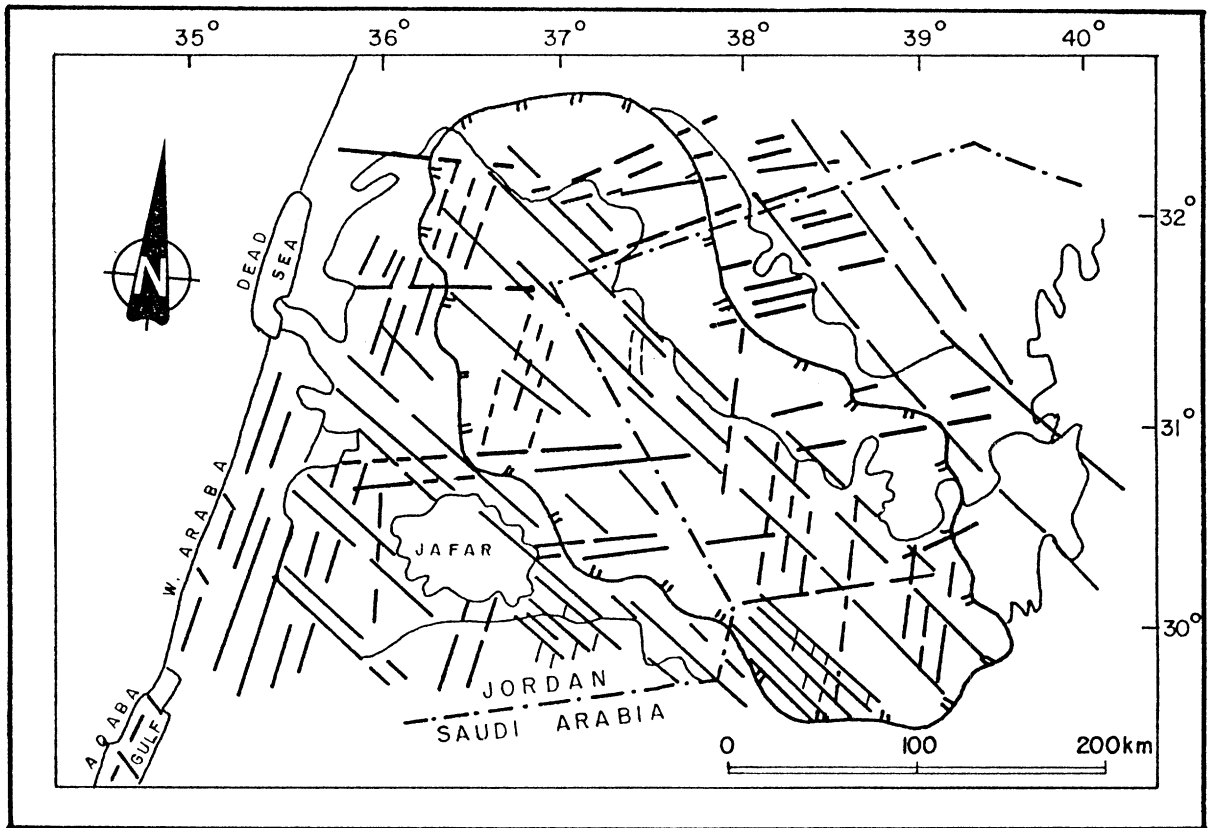 35° 36° 37° 38° 39° 40°
N
DEAD
SEA
32°
31°
W. ARABA
JAFAR
30°
JORDAN
SAUDI ARABIA
AQABA
GULF
0 100 200km